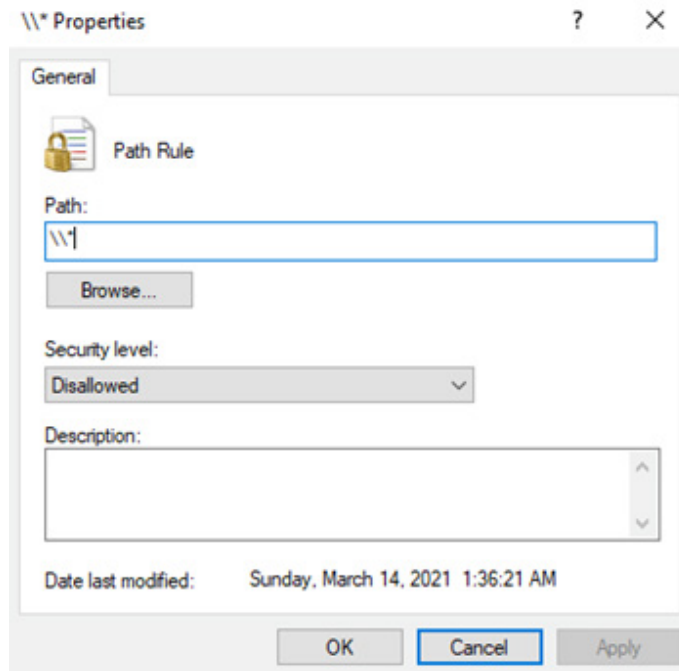 \\* Properties ?
General
Path Rule
Path:
\\*
Browse...
Security level:
Disallowed
Description:
Date last modified: Sunday, March 14, 2021 1:36:21 AM
OK Cancel Apply